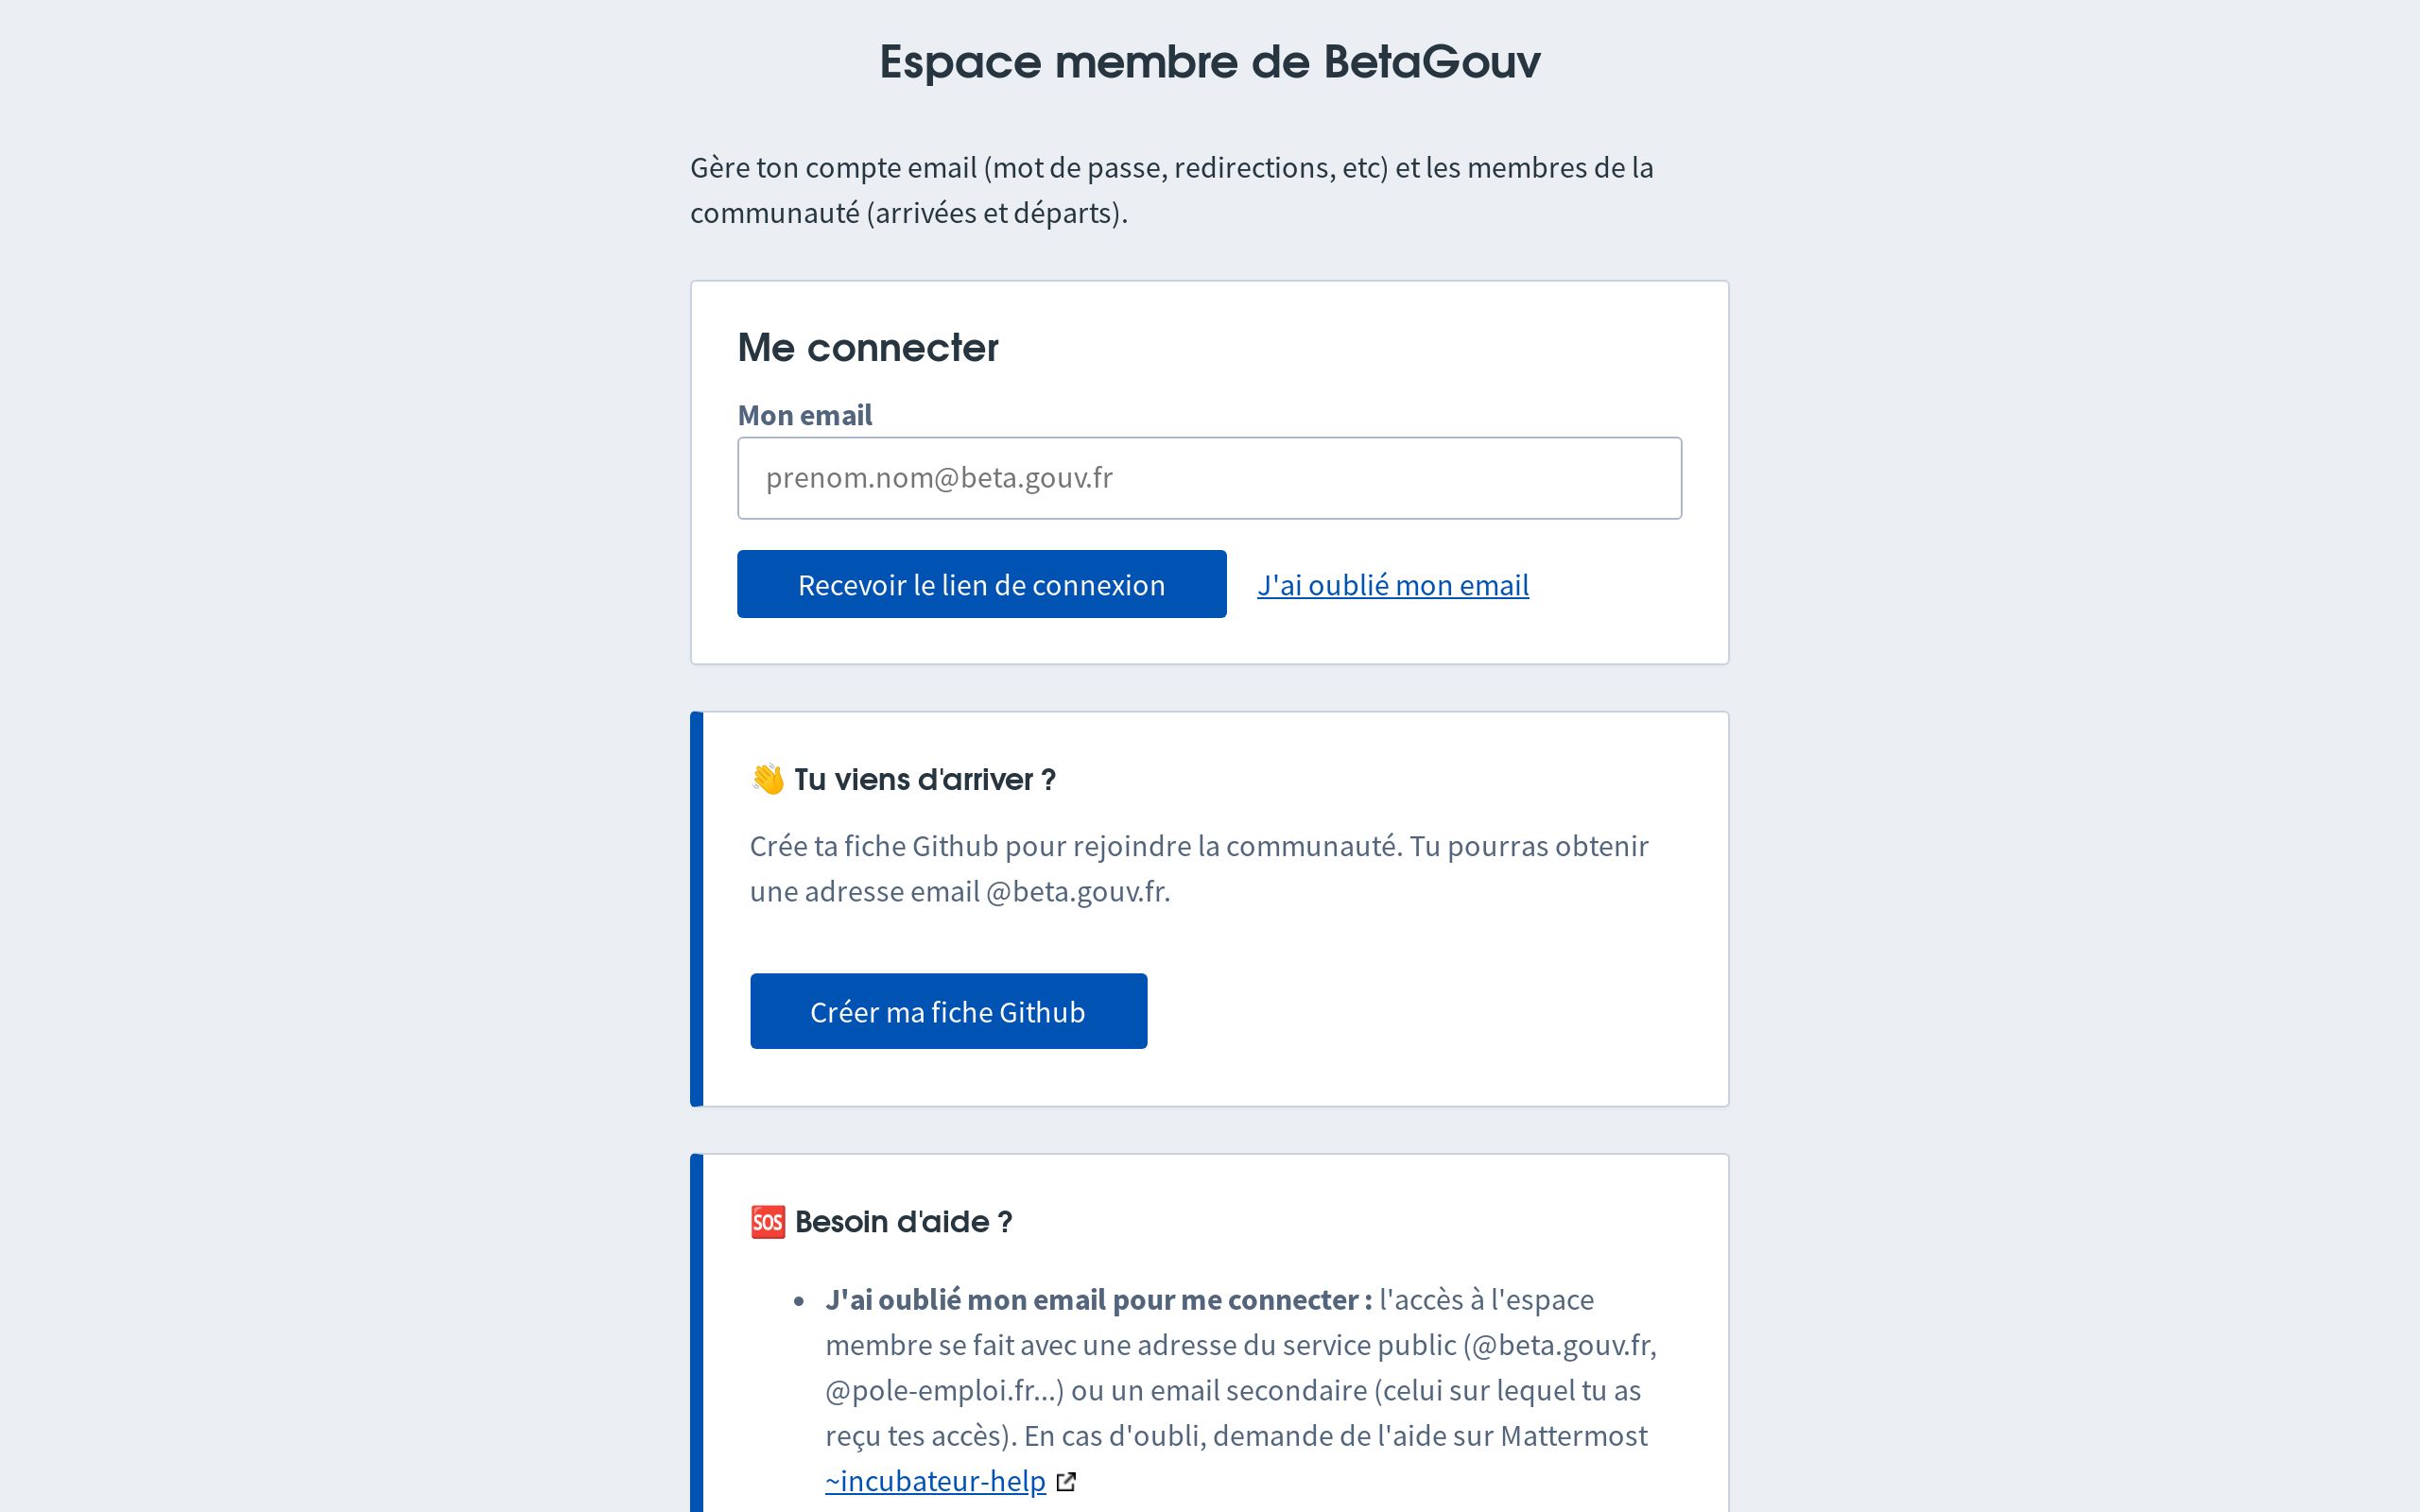 Espace membre de BetaGouv
Gère ton compte email (mot de passe, redirections, etc) et les membres de la
communauté (arrivées et départs).
Me connecter
Mon email
prenom.nom@beta.gouv.fr
Recevoir le lien de connexion
J'ai oublié mon email
👋 Tu viens d'arriver ?
Crée ta fiche Github pour rejoindre la communauté. Tu pourras obtenir
une adresse email @beta.gouv.fr.
Créer ma fiche Github
🆘 Besoin d'aide ?
• J'ai oublié mon email pour me connecter : l'accès à l'espace
membre se fait avec une adresse du service public (@beta.gouv.fr,
@pole-emploi.fr...) ou un email secondaire (celui sur lequel tu as
reçu tes accès). En cas d'oubli, demande de l'aide sur Mattermost
~incubateur-help